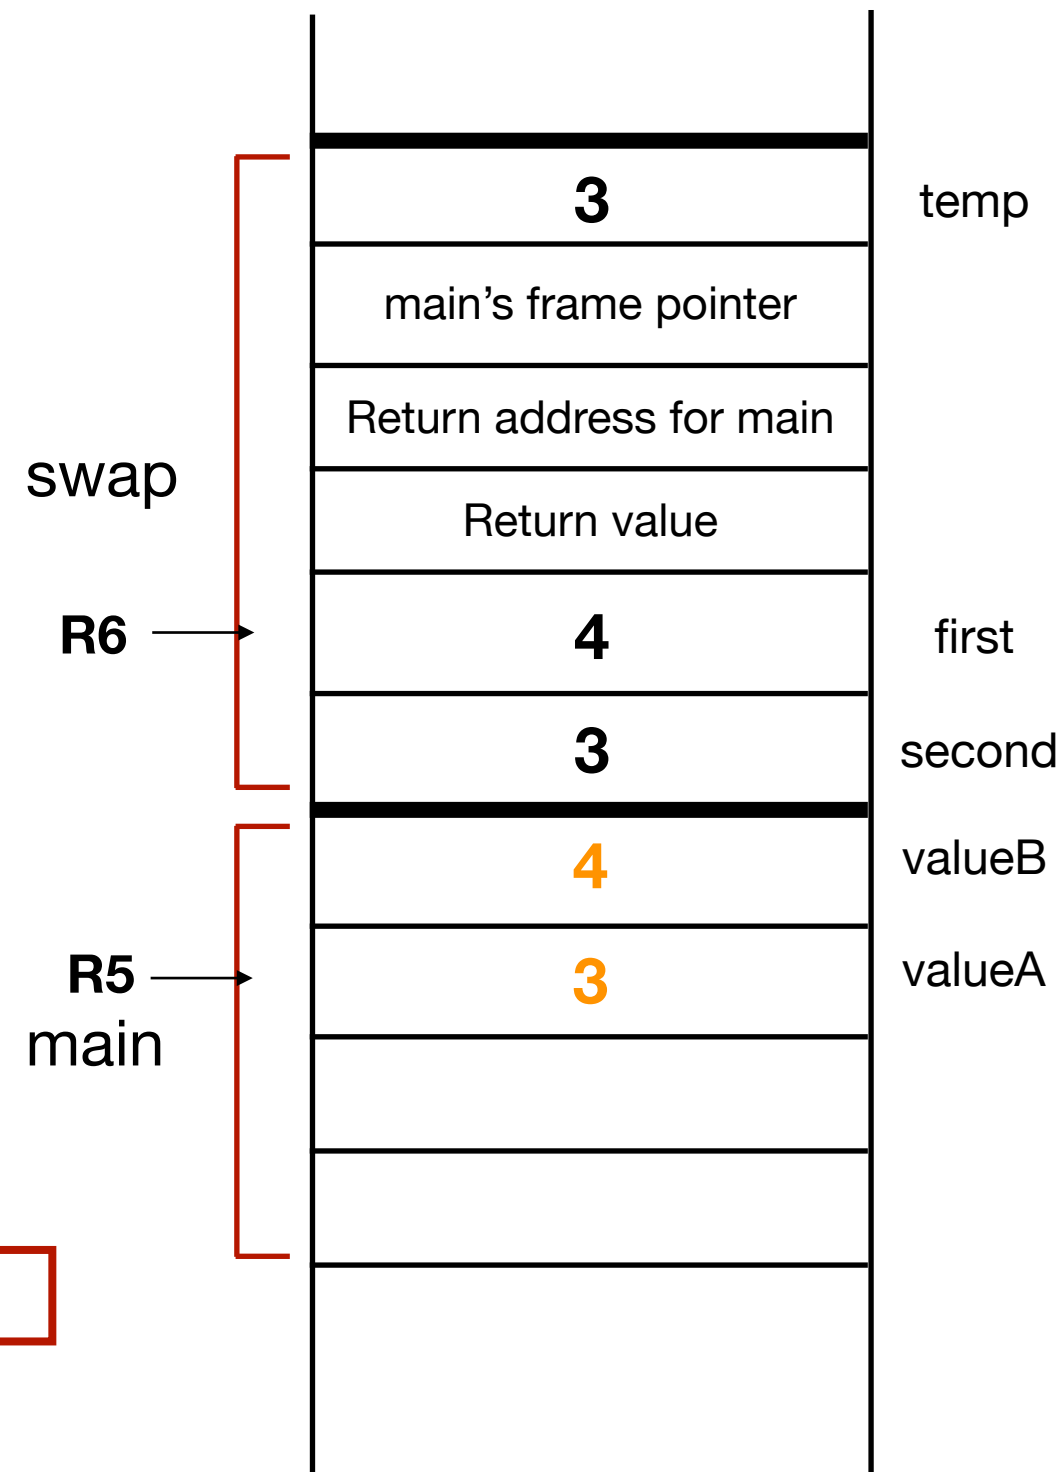 3 temp
main’s frame pointer
Return address for main
swap
Return value
R6 4 first
3 second
4 valueB
R5 3 valueA
main